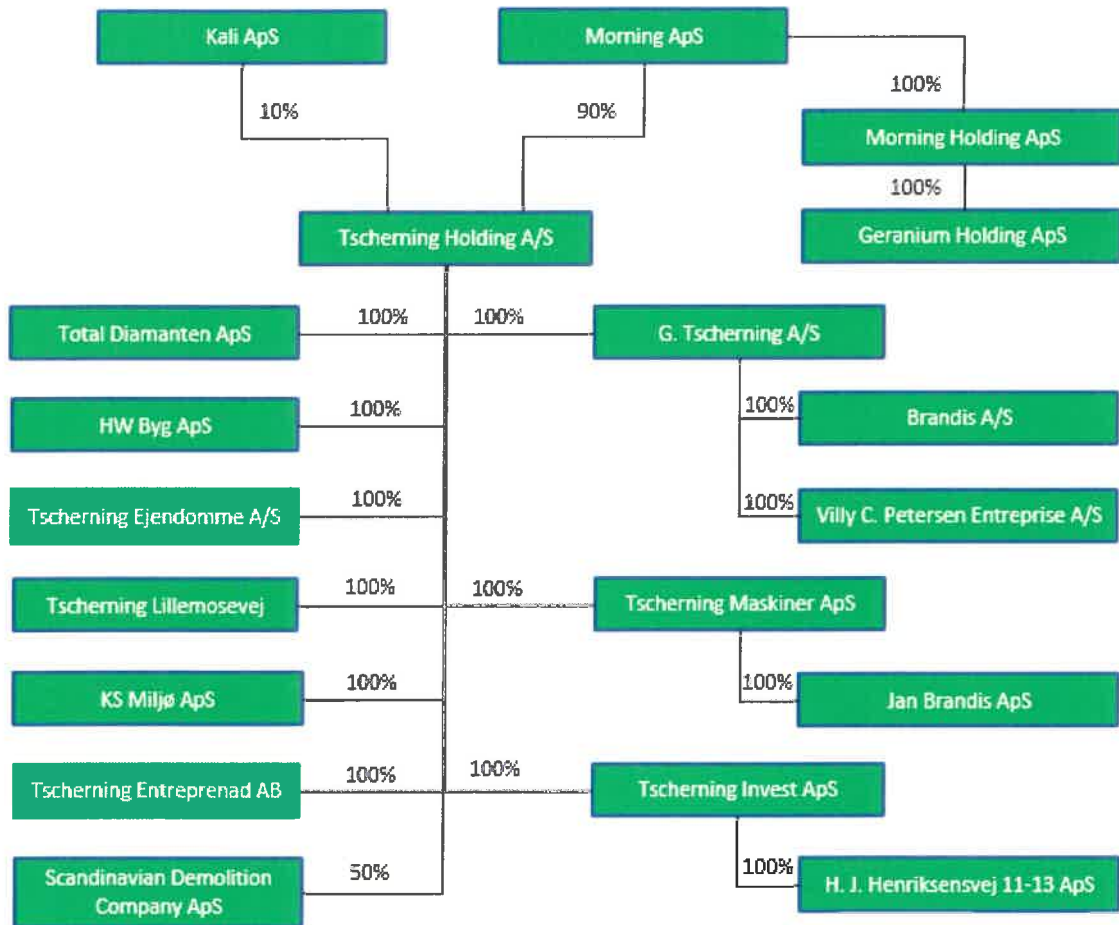 Kali ApS
Morning ApS
100%
10%
90%
Morning Holding ApS
100%
Tscherning Holding A/S
Geranium Holding ApS
100%
100%
Total Diamanten ApS
G. Tscherning A/S
100%
HW Byg ApS
100%
Brandis A/S
100%
Tscherning Ejendomme A/S
100%
Villy C. Petersen Entreprise A/S
100%
100%
Tscherning Lillemosevej
Tscherning Maskiner ApS
100%
KS Miljø ApS
100%
Jan Brandis ApS
100%
100%
Tscherning Entreprenad AB
Tscherning Invest ApS
50%
Scandinavian Demolition
Company ApS
100%
H. J. Henriksensvej 11-13 ApS